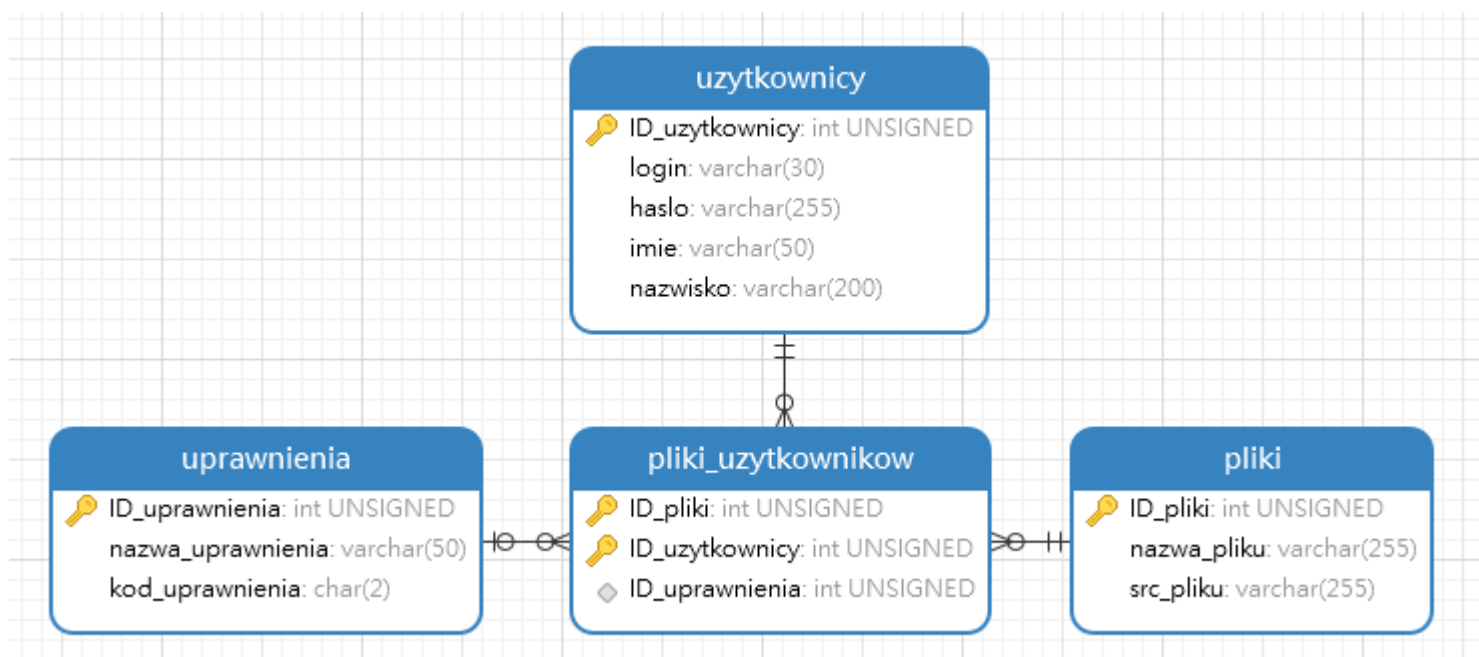 uzytkownicy
ID_uzytkownicy: int UNSIGNED
login: varchar(30)
haslo: varchar(255)
imie: varchar(50)
nazwisko: varchar(200)
uprawnienia
ID_uprawnienia: int UNSIGNED
nazwa_uprawnienia: varchar(50)
kod_uprawnienia: char(2)
pliki_uzytkownikow
ID_pliki: int UNSIGNED
ID_uzytkownicy: int UNSIGNED
ID_uprawnienia: int UNSIGNED
pliki
ID_pliki: int UNSIGNED
nazwa_pliku: varchar(255)
src_pliku: varchar(255)